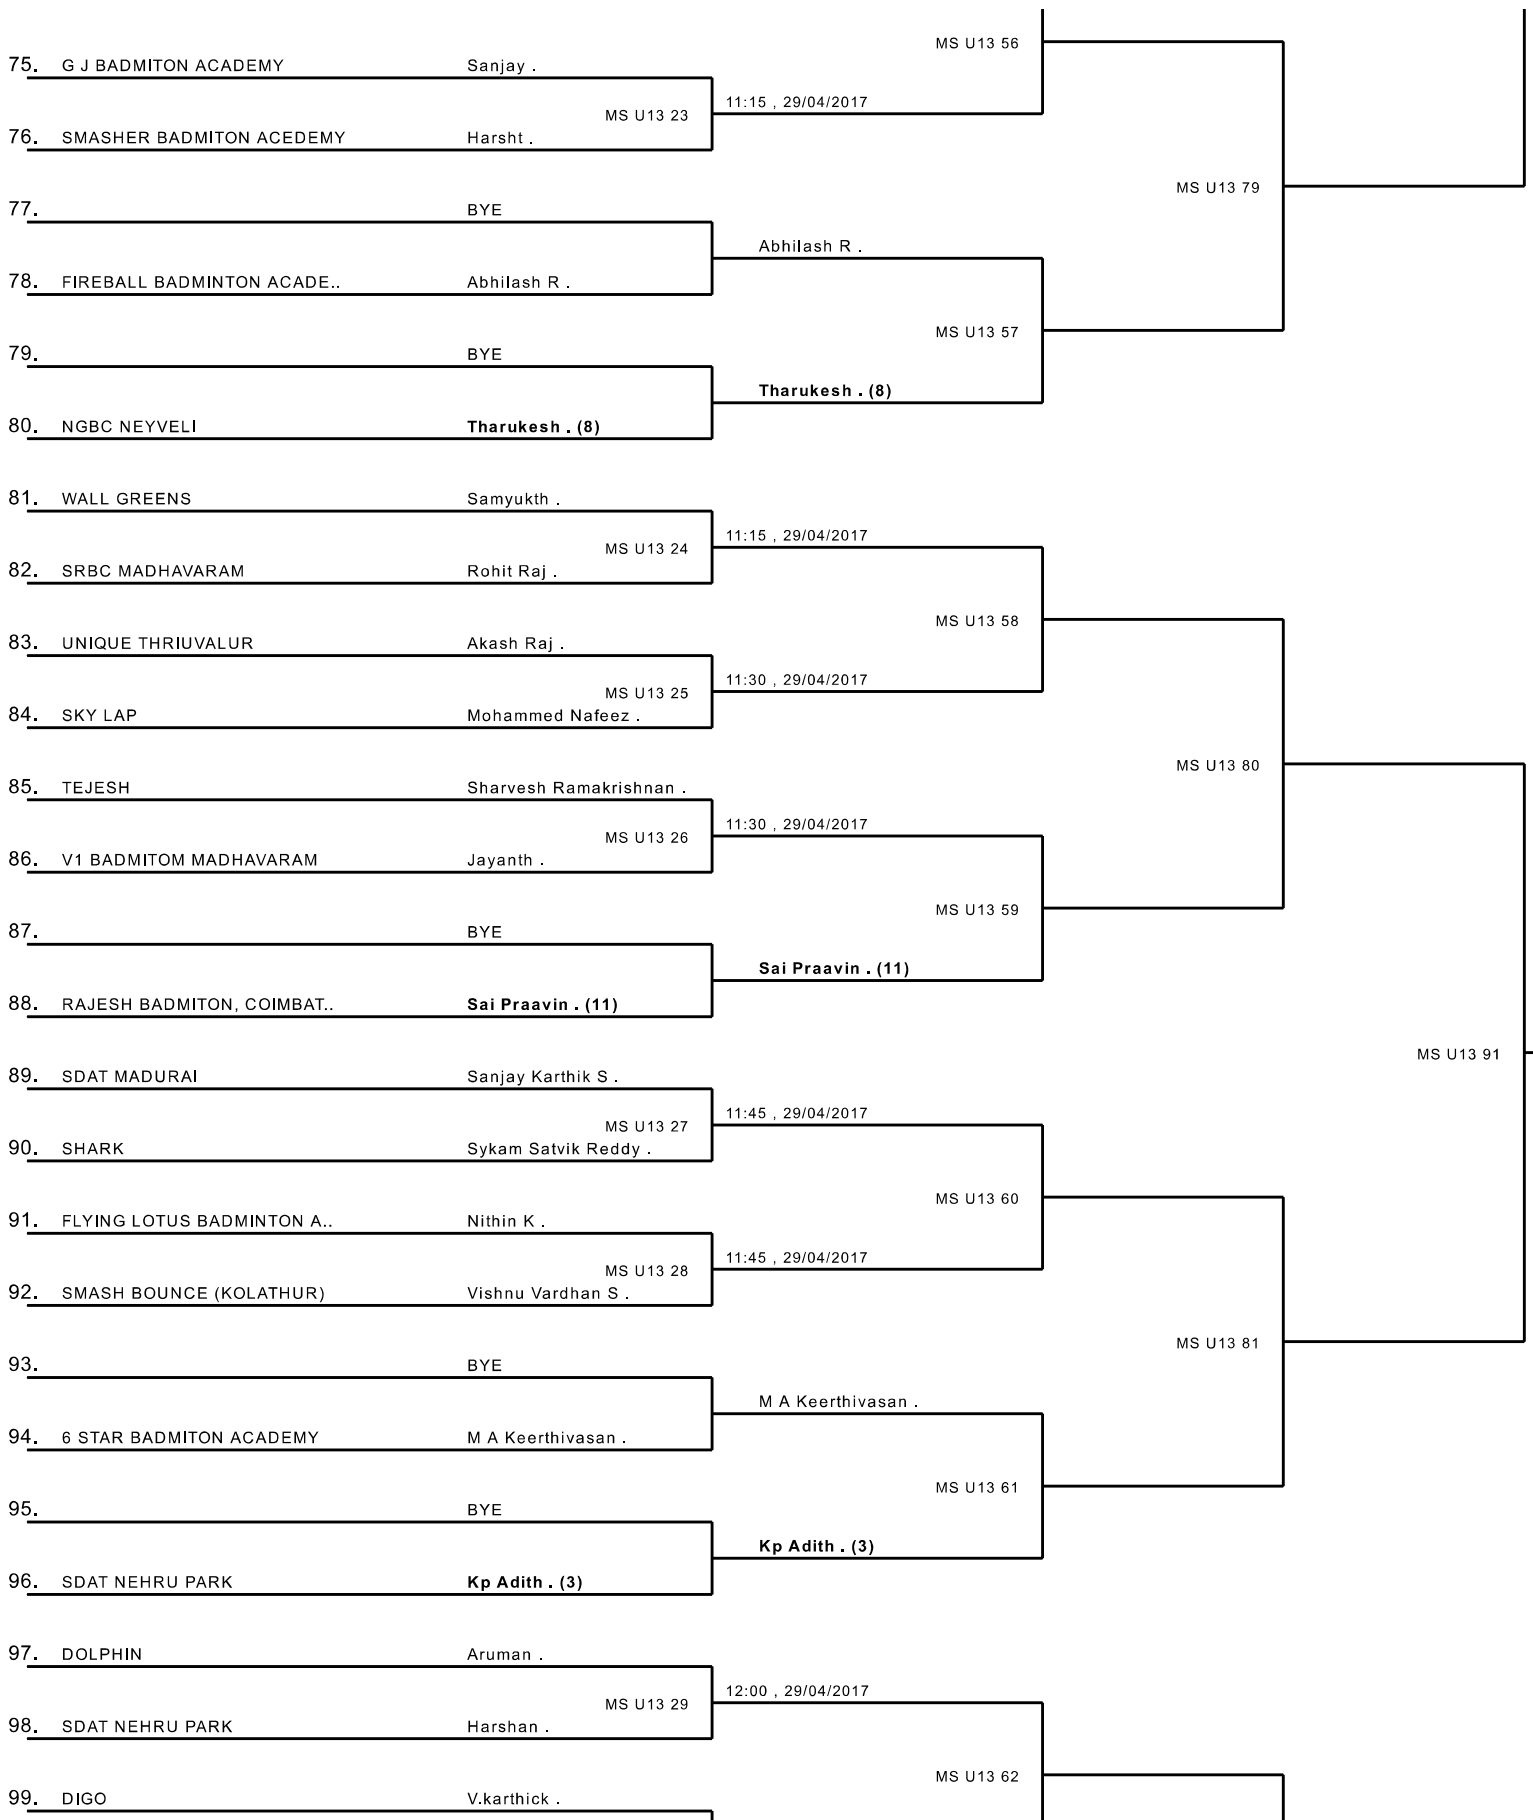 MS U13 56
75. G J BADMITON ACADEMY Sanjay .
11:15 , 29/04/2017
MS U13 23
76. SMASHER BADMITON ACEDEMY Harsht .
MS U13 79
77. BYE
Abhilash R .
78. FIREBALL BADMINTON ACADE.. Abhilash R .
MS U13 57
79. BYE
Tharukesh . (8)
80. NGBC NEYVELI Tharukesh . (8)
81. WALL GREENS Samyukth .
11:15 , 29/04/2017
MS U13 24
82. SRBC MADHAVARAM Rohit Raj .
MS U13 58
83. UNIQUE THRIUVALUR Akash Raj .
11:30 , 29/04/2017
MS U13 25
84. SKY LAP Mohammed Nafeez .
MS U13 80
85. TEJESH Sharvesh Ramakrishnan .
11:30 , 29/04/2017
MS U13 26
86. V1 BADMITOM MADHAVARAM Jayanth .
MS U13 59
87. BYE
Sai Praavin . (11)
88. RAJESH BADMITON, COIMBAT.. Sai Praavin . (11)
MS U13 91
89. SDAT MADURAI Sanjay Karthik S .
11:45 , 29/04/2017
MS U13 27
90. SHARK Sykam Satvik Reddy .
MS U13 60
91. FLYING LOTUS BADMINTON A.. Nithin K .
11:45 , 29/04/2017
MS U13 28
92. SMASH BOUNCE (KOLATHUR) Vishnu Vardhan S .
MS U13 81
93. BYE
M A Keerthivasan .
94. 6 STAR BADMITON ACADEMY M A Keerthivasan .
MS U13 61
95. BYE
Kp Adith . (3)
96. SDAT NEHRU PARK Kp Adith . (3)
97. DOLPHIN Aruman .
12:00 , 29/04/2017
MS U13 29
98. SDAT NEHRU PARK Harshan .
MS U13 62
99. DIGO V.karthick .